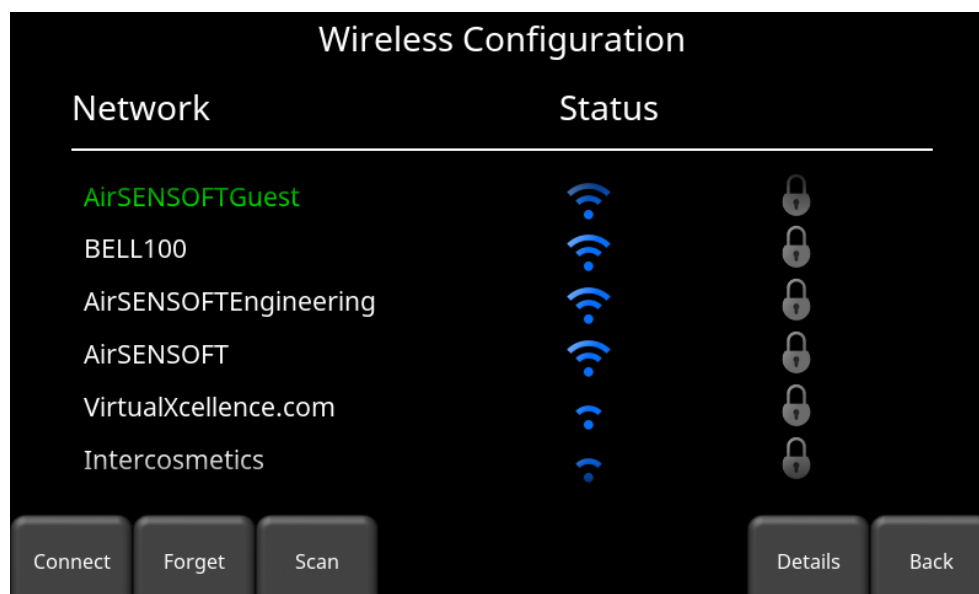 Wireless Configuration
Network Status
AirSENSOFTGuest
BELL100
AirSENSOFTEngineering
AirSENSOFT
VirtualXcellence.com
Intercosmetics
Connect Forget Scan Details Back